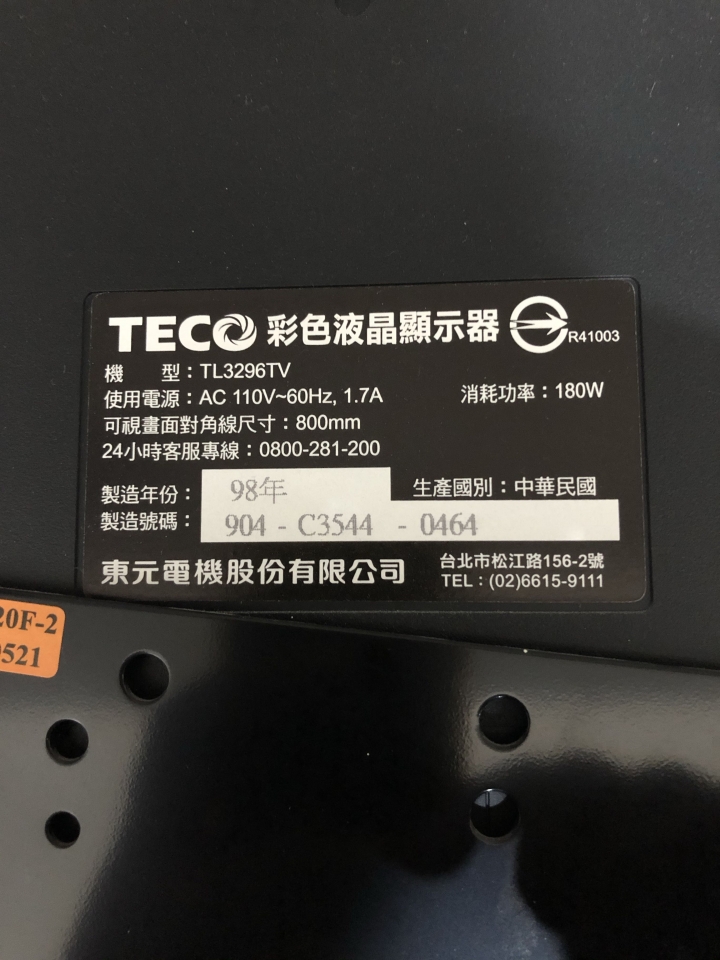 TECO 彩色液晶顯示器 R41003
機 型：TL3296TV
使用電源：AC 110V~60Hz, 1.7A 消耗功率：180W
可視畫面對角線尺寸：800mm
24小時客服專線：0800-281-200
製造年份： 98年 生產國別：中華民國
製造號碼： 904 - C3544 - 0464
東元電機股份有限公司
台北市松江路156-2號
TEL：(02)6615-9111
20F-2
0521